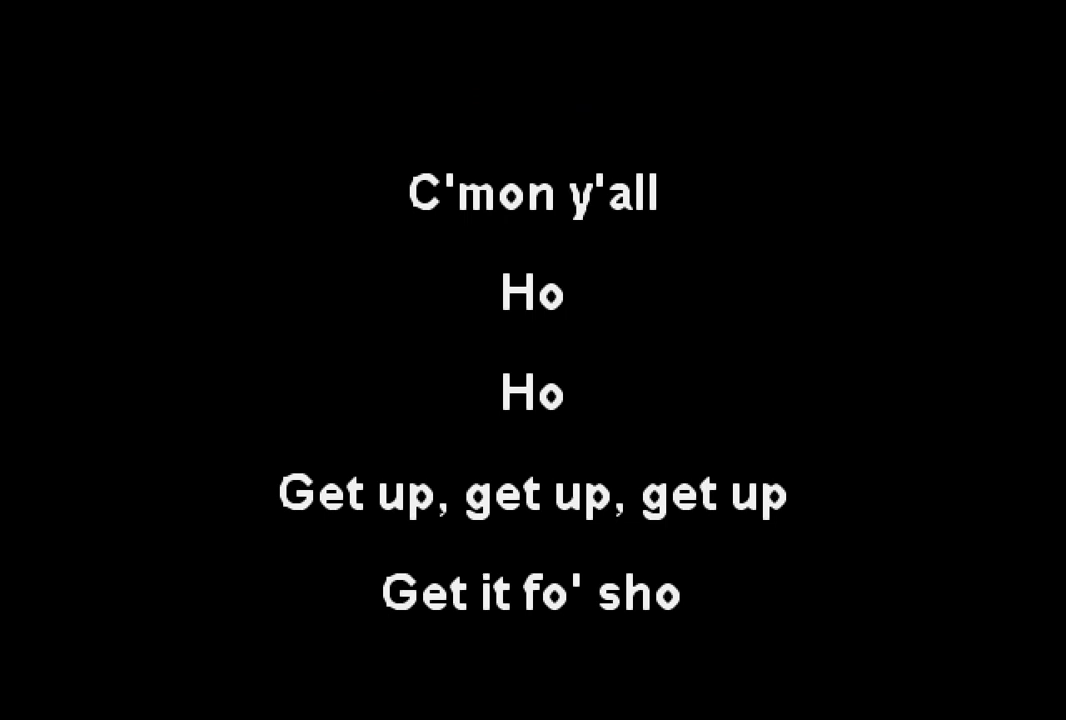 C'mon y'all
Ho
Ho
Get up, get up, get up
Get it fo' sho